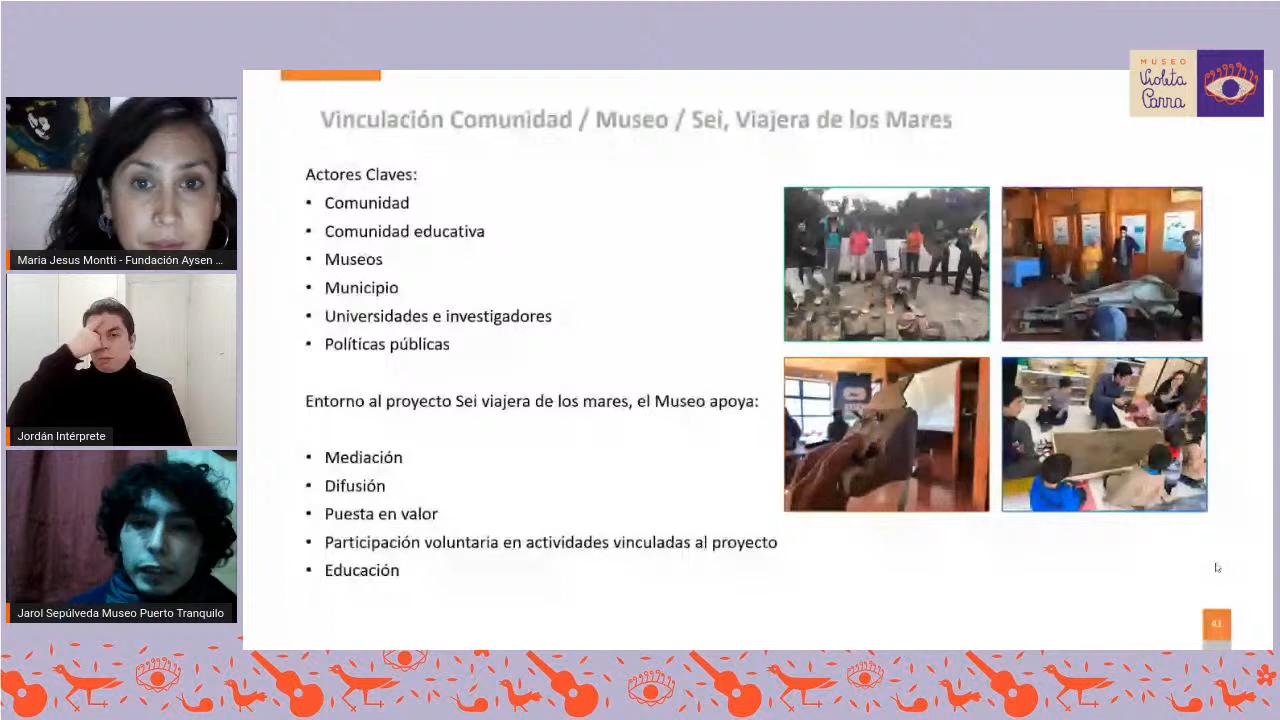 MUSEO
Violeta
Parra
Vinculación Comunidad / Museo / Sei, Viajera de los Mares
Actores Claves:
• Comunidad
• Comunidad educativa
• Museos
• Municipio
• Universidades e investigadores
• Políticas públicas
Entorno al proyecto Sei viajera de los mares, el Museo apoya:
• Mediación
• Difusión
• Puesta en valor
• Participación voluntaria en actividades vinculadas al proyecto
• Educación
43
Maria Jesus Montti - Fundación Aysen ...
Jordán Intérprete
Jarol Sepúlveda Museo Puerto Tranquilo